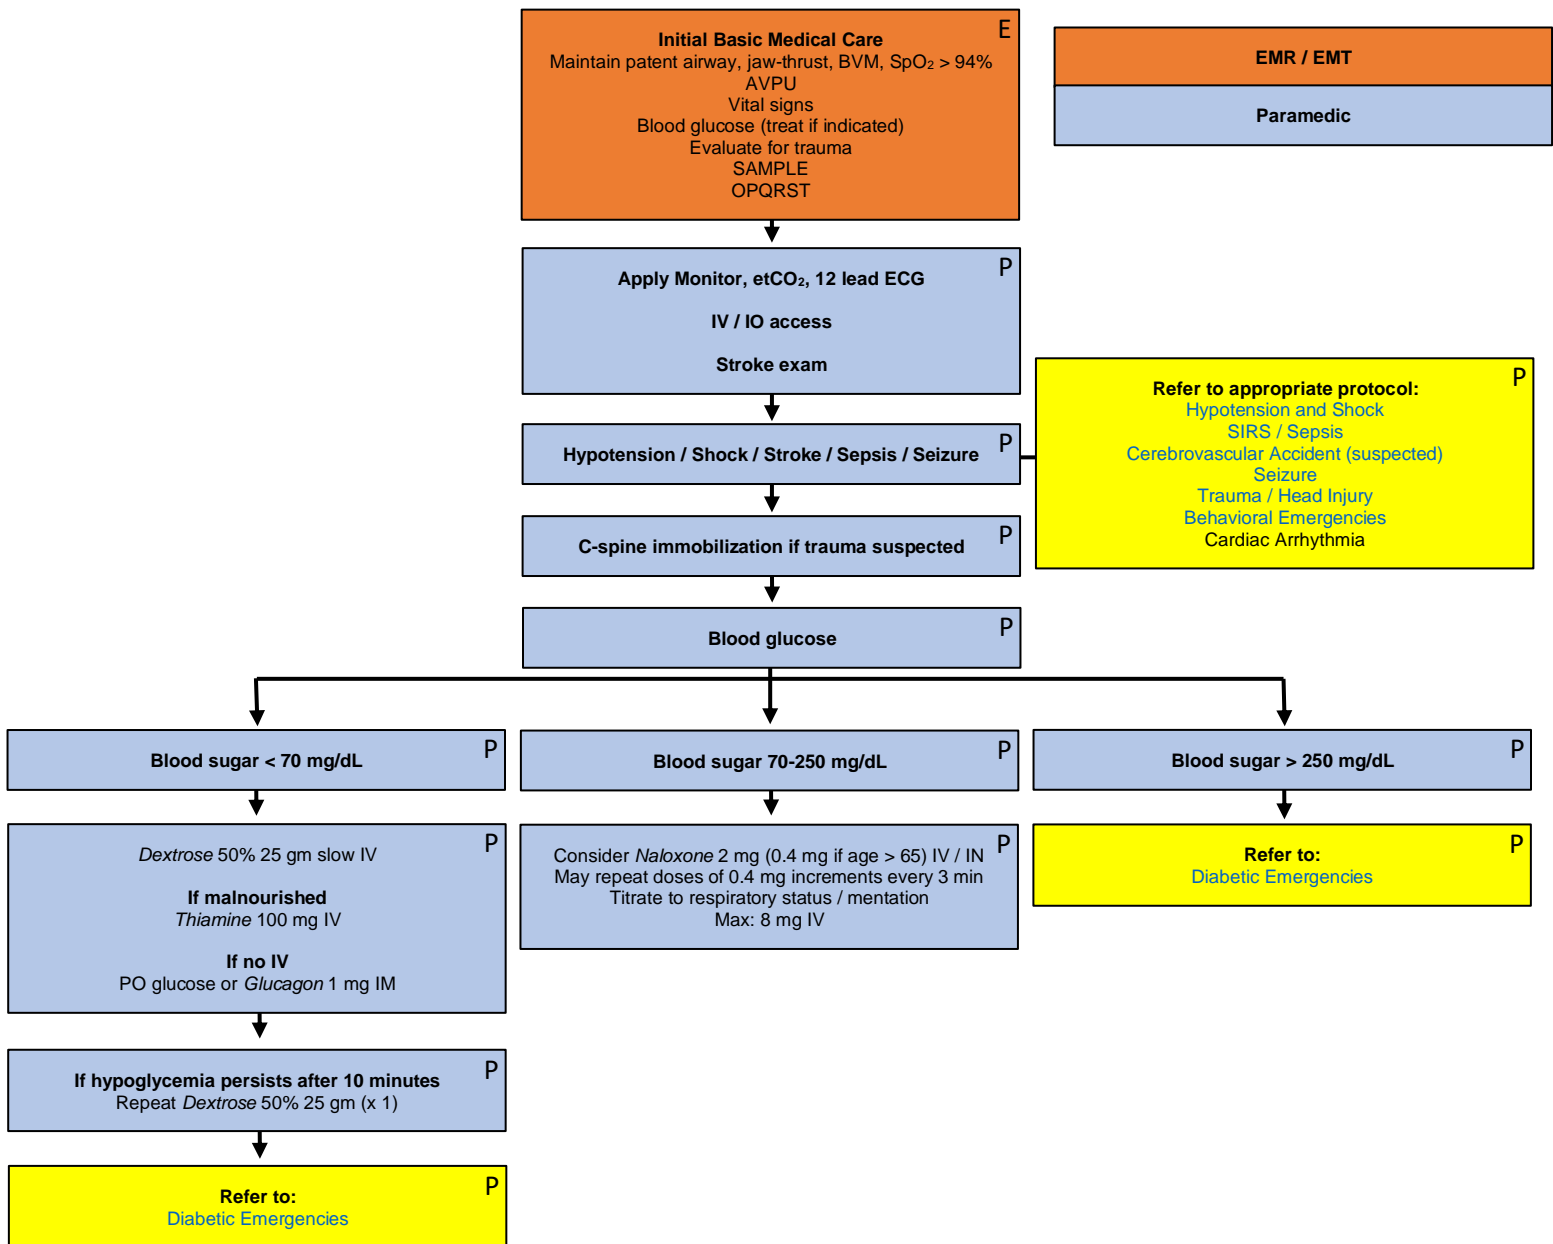 Initial Basic Medical Care
E
Maintain patent airway, jaw-thrust, BVM, SpO₂ > 94%
AVPU
Vital signs
Blood glucose (treat if indicated)
Evaluate for trauma
SAMPLE
OPQRST
EMR / EMT
Paramedic
P
Apply Monitor, etCO₂, 12 lead ECG
IV / IO access
Stroke exam
P
Refer to appropriate protocol:
Hypotension and Shock
SIRS / Sepsis
Cerebrovascular Accident (suspected)
Seizure
Trauma / Head Injury
Behavioral Emergencies
Cardiac Arrhythmia
P
Hypotension / Shock / Stroke / Sepsis / Seizure
P
C-spine immobilization if trauma suspected
P
Blood glucose
P
Blood sugar < 70 mg/dL
P
Blood sugar 70-250 mg/dL
P
Blood sugar > 250 mg/dL
P
Dextrose 50% 25 gm slow IV
If malnourished
Thiamine 100 mg IV
If no IV
PO glucose or Glucagon 1 mg IM
P
Consider Naloxone 2 mg (0.4 mg if age > 65) IV / IN
May repeat doses of 0.4 mg increments every 3 min
Titrate to respiratory status / mentation
Max: 8 mg IV
P
Refer to:
Diabetic Emergencies
P
If hypoglycemia persists after 10 minutes
Repeat Dextrose 50% 25 gm (x 1)
P
Refer to:
Diabetic Emergencies